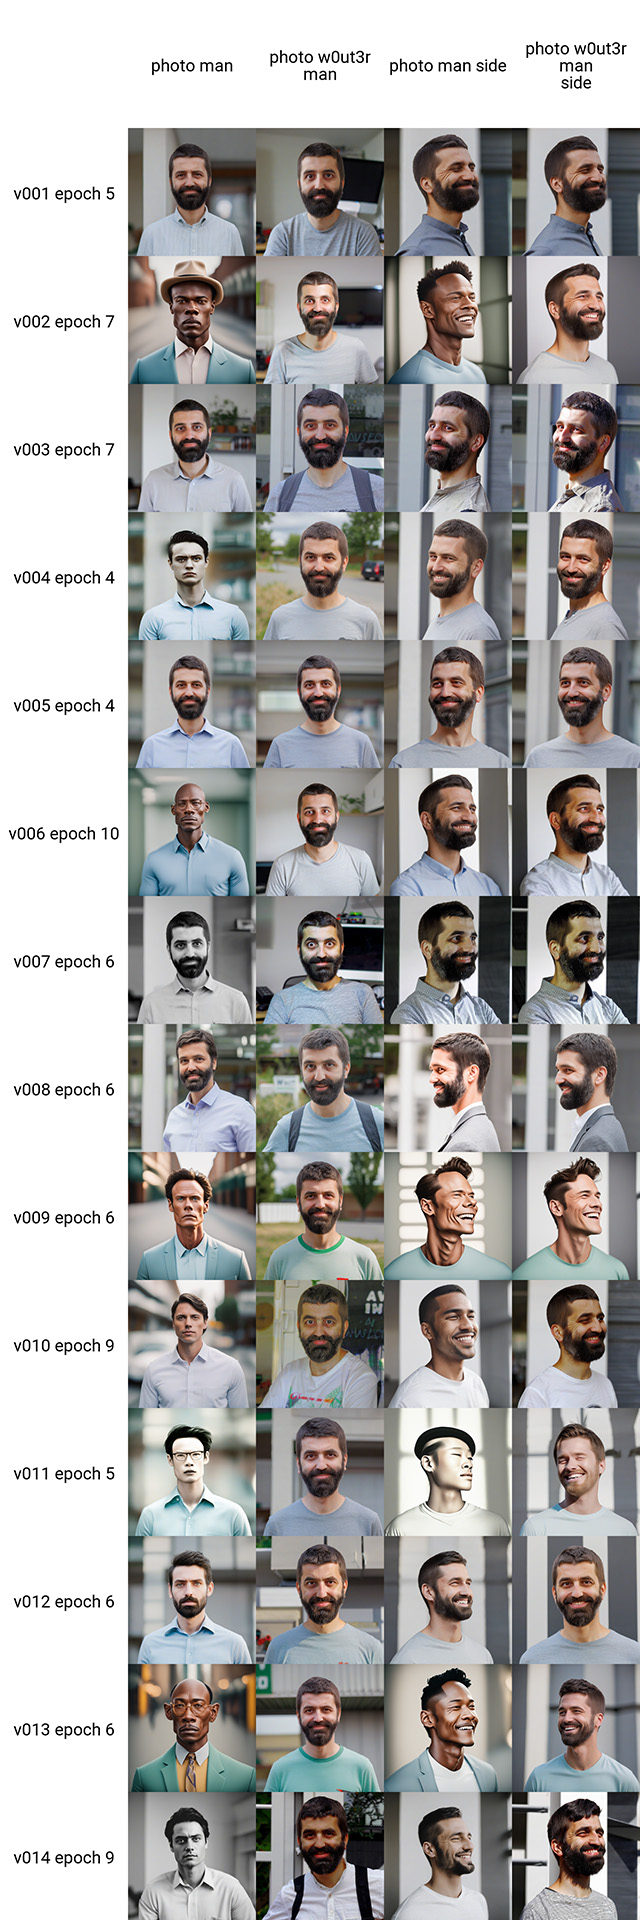 photo man
photo w0ut3r
man
photo man side
photo w0ut3r
man
side
v001 epoch 5
v002 epoch 7
v003 epoch 7
v004 epoch 4
v005 epoch 4
v006 epoch 10
v007 epoch 6
v008 epoch 6
v009 epoch 6
v010 epoch 9
v011 epoch 5
v012 epoch 6
v013 epoch 6
v014 epoch 9